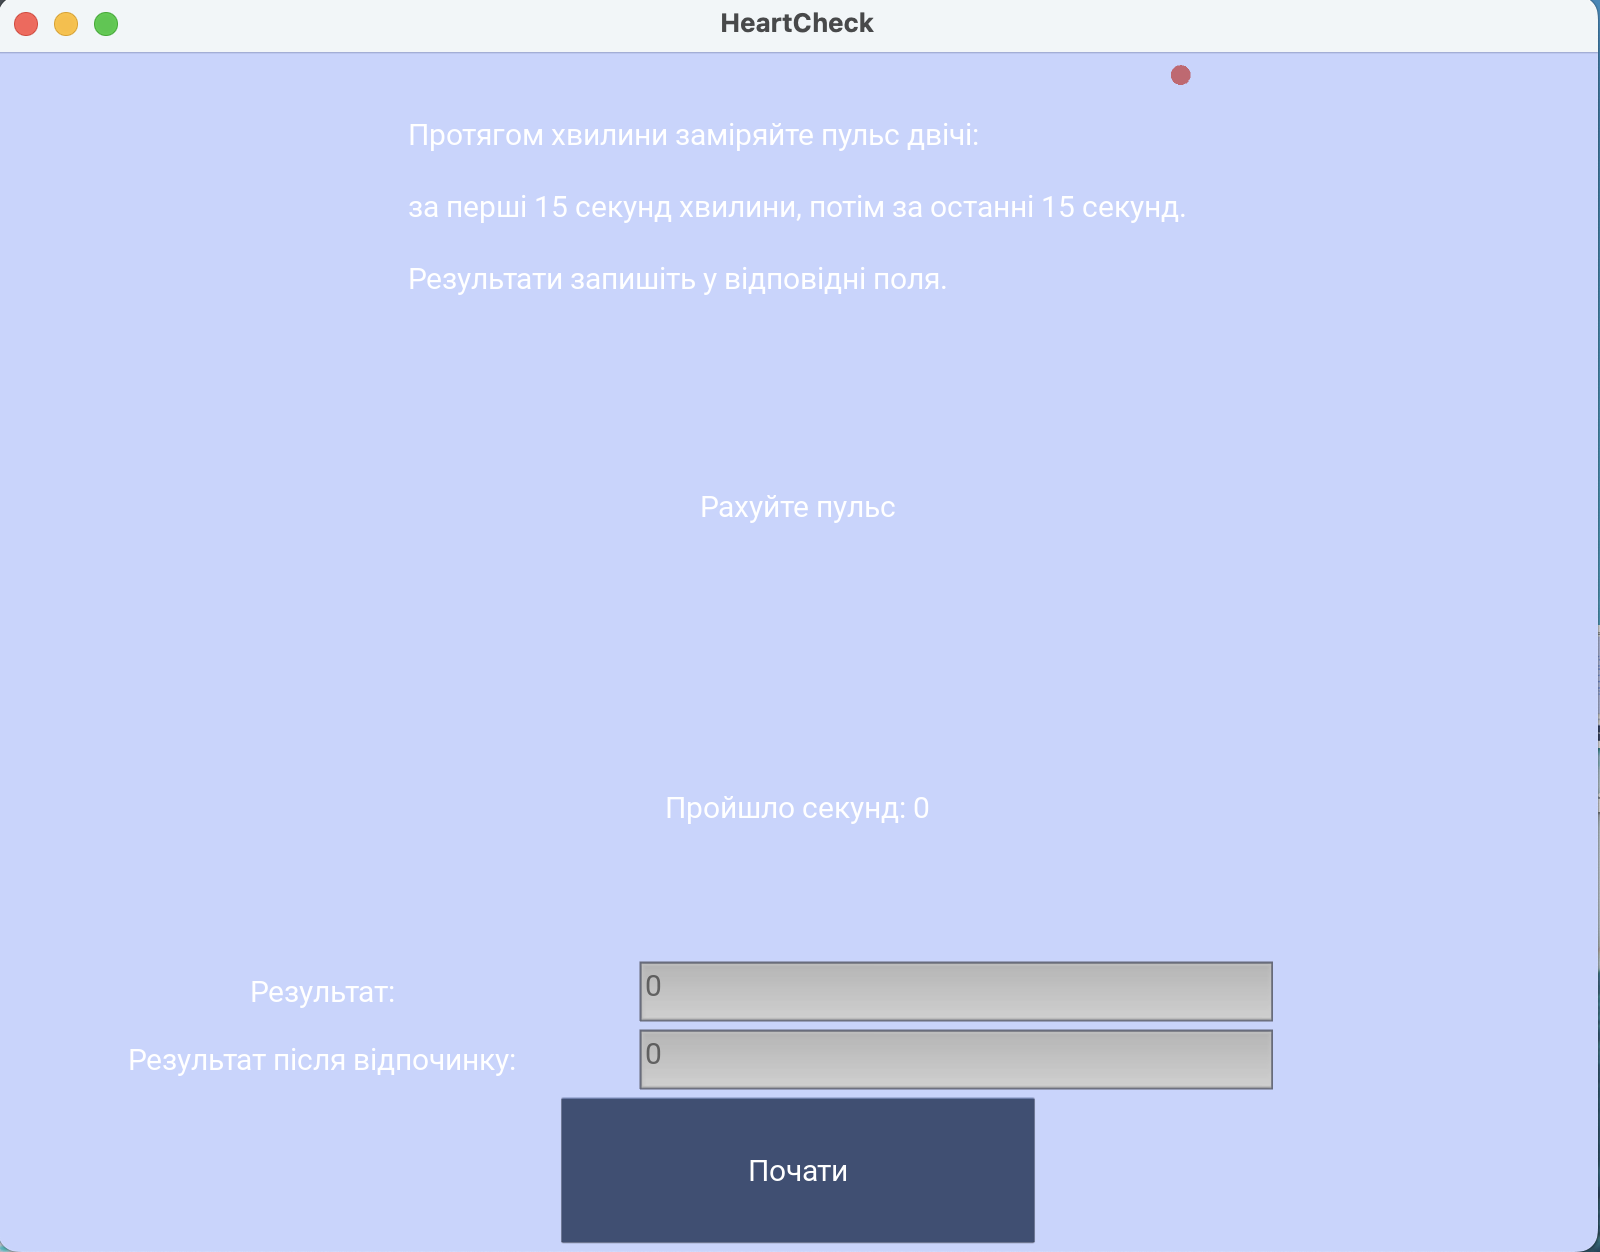 HeartCheck
Протягом хвилини заміряйте пульс двічі:
за перші 15 секунд хвилини, потім за останні 15 секунд.
Результати запишіть у відповідні поля.
Рахуйте пульс
Пройшло секунд: 0
Результат:
0
Результат після відпочинку:
0
Почати